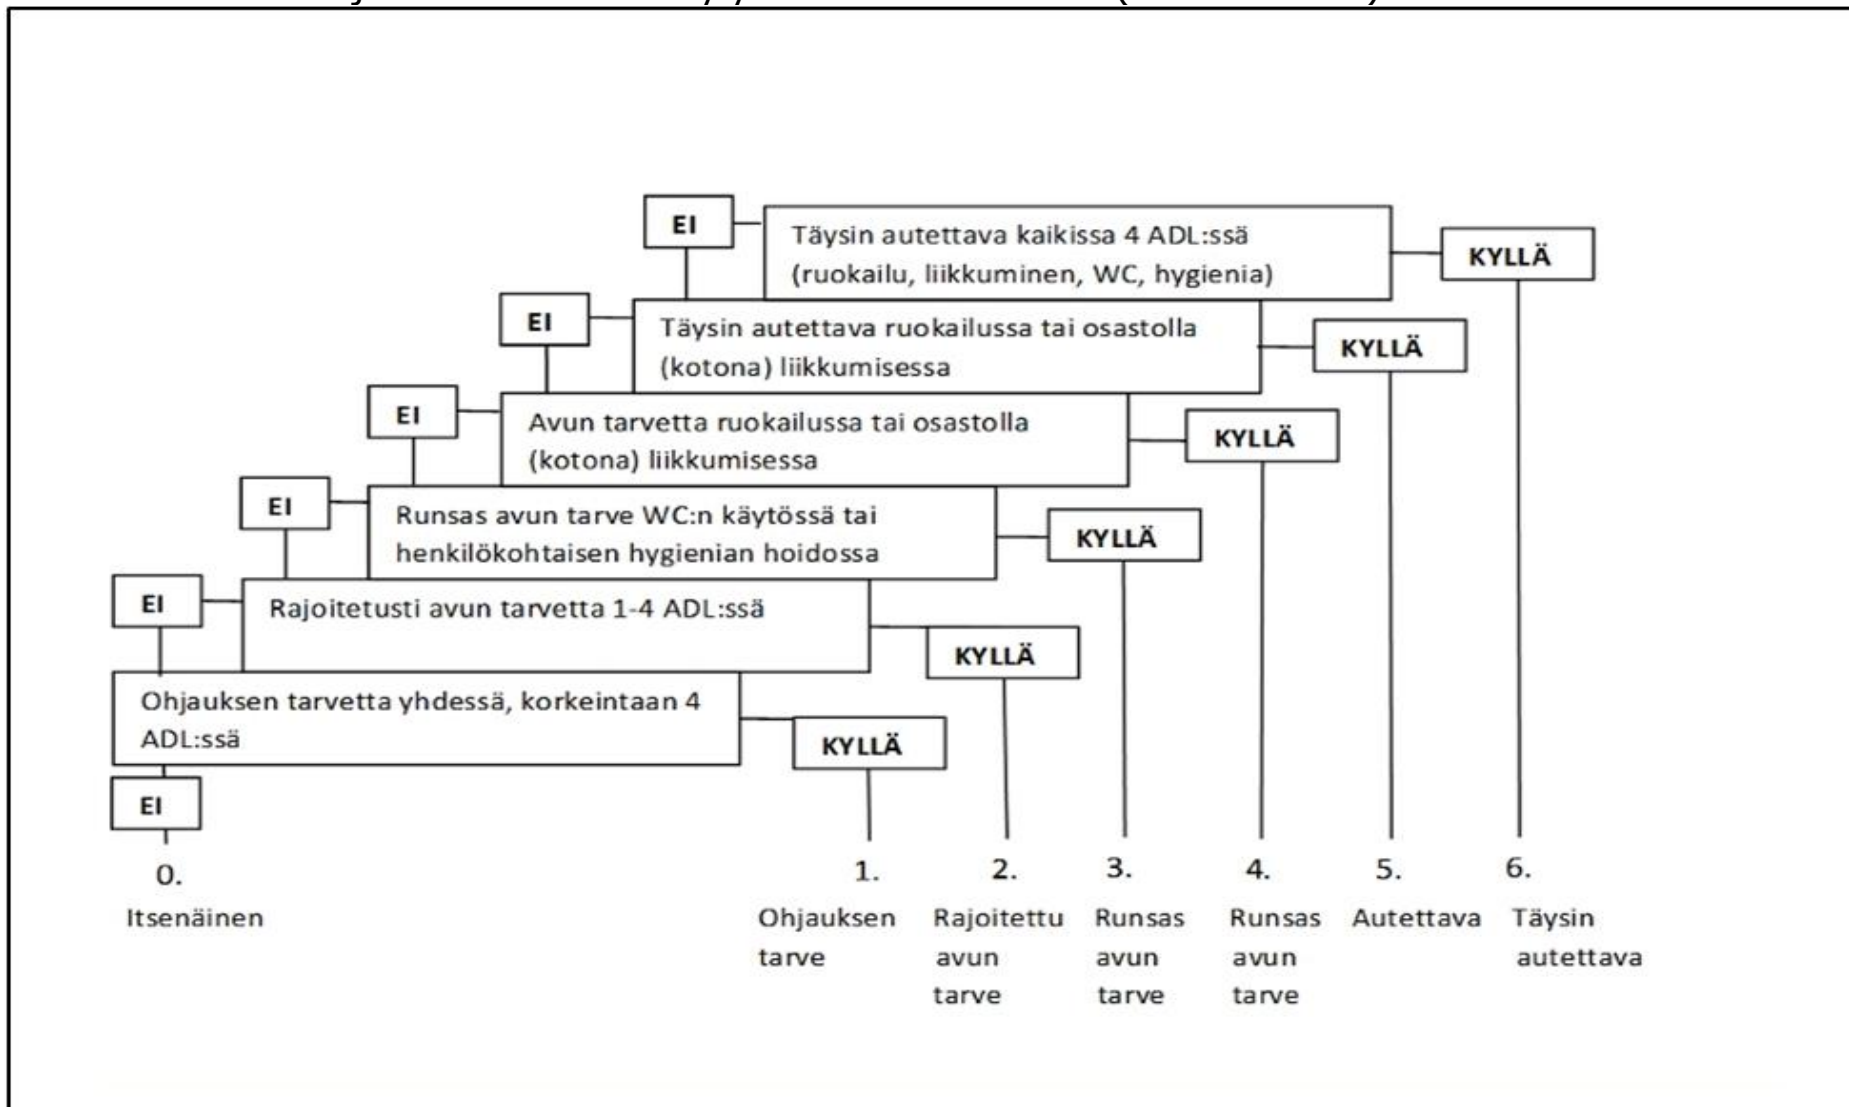 EI
Täysin autettava kaikissa 4 ADL:ssä
(ruokailu, liikkuminen, WC, hygienia)
KYLLÄ
EI
Täysin autettava ruokailussa tai osastolla
(kotona) liikkumisessa
KYLLÄ
EI
Avun tarvetta ruokailussa tai osastolla
(kotona) liikkumisessa
KYLLÄ
EI
Runsas avun tarve WC:n käytössä tai
henkilökohtaisen hygienian hoidossa
KYLLÄ
EI
Rajoitetusti avun tarvetta 1-4 ADL:ssä
KYLLÄ
Ohjauksen tarvetta yhdessä, korkeintaan 4
ADL:ssä
KYLLÄ
EI
0.
Itsenäinen
1.
Ohjauksen
tarve
2.
Rajoitettu
avun
tarve
3.
Runsas
avun
tarve
4.
Runsas
avun
tarve
5.
Autettava
6.
Täysin
autettava